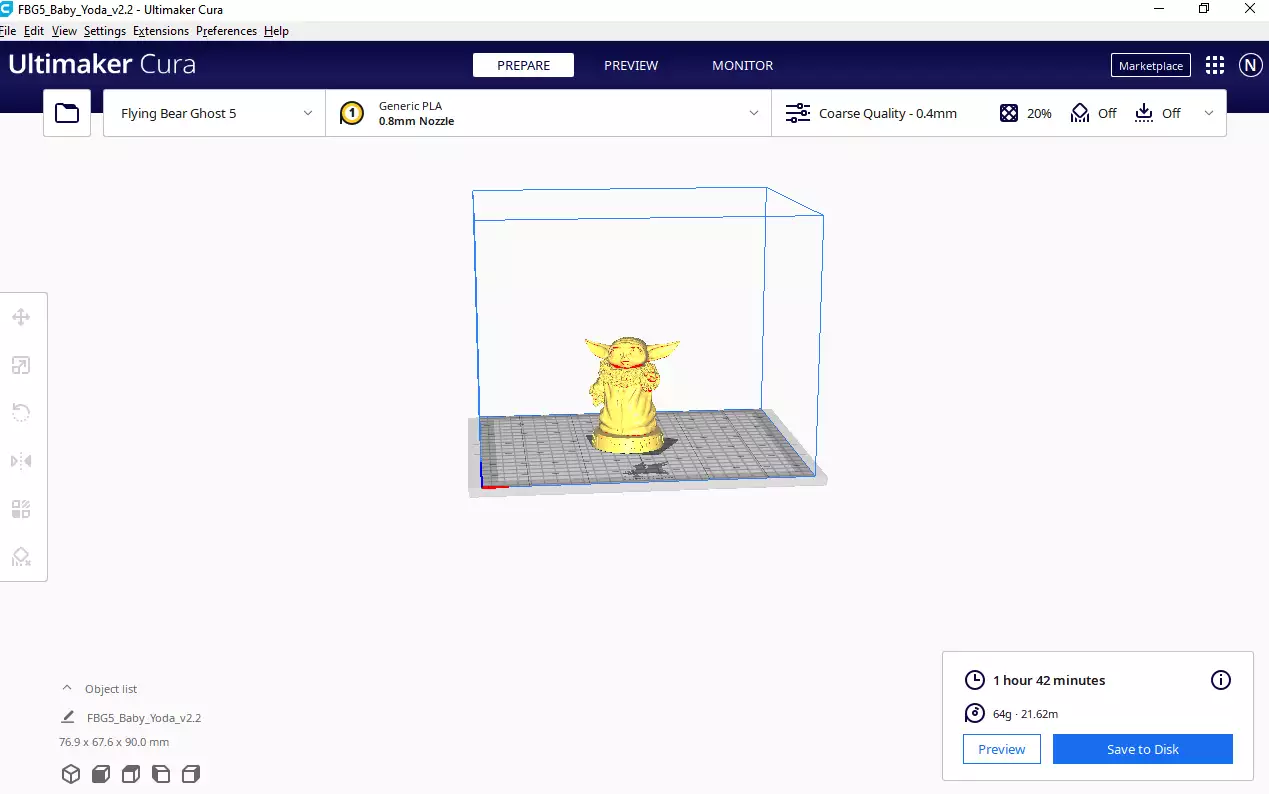 FBG5_Baby_Yoda_v2.2 - Ultimaker Cura
File Edit View Settings Extensions Preferences Help
Ultimaker Cura
PREPARE
PREVIEW
MONITOR
Marketplace
N
Flying Bear Ghost 5
1
Generic PLA
0.8mm Nozzle
Coarse Quality - 0.4mm
20%
Off
Off
Object list
FBG5_Baby_Yoda_v2.2
76.9 x 67.6 x 90.0 mm
1 hour 42 minutes
64g · 21.62m
Preview
Save to Disk